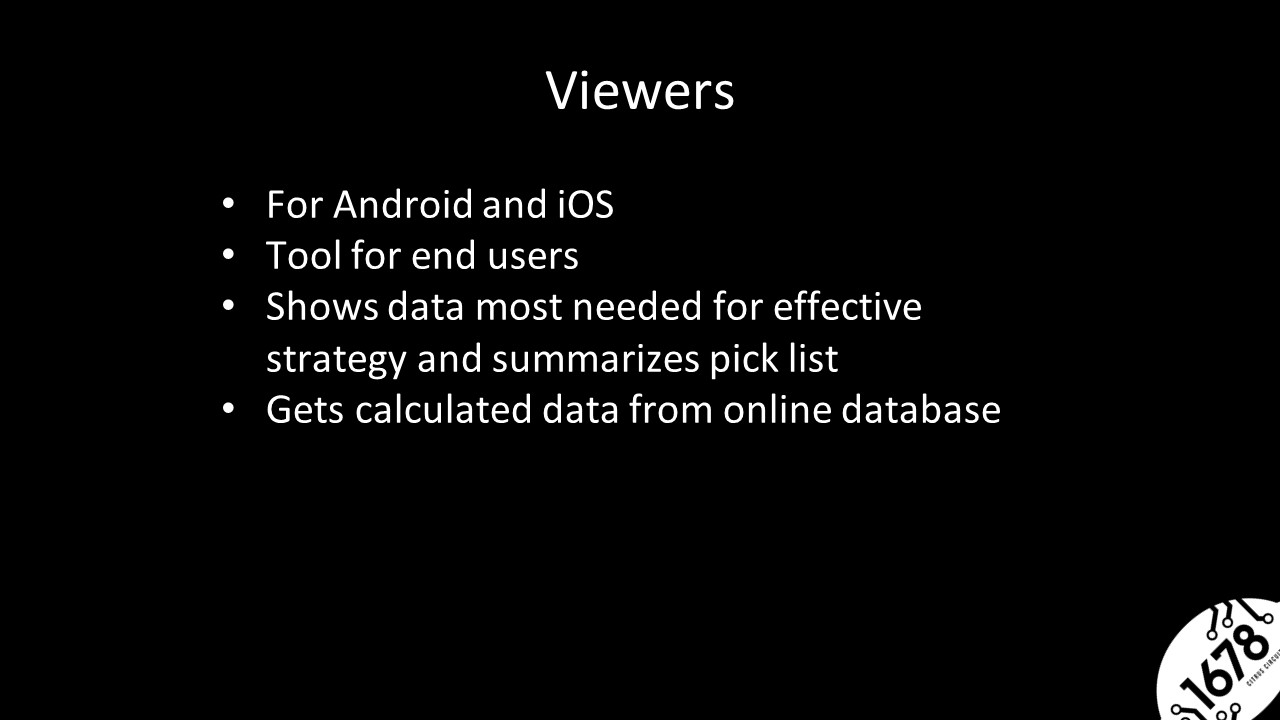 Viewers
• For Android and iOS
• Tool for end users
• Shows data most needed for effective
strategy and summarizes pick list
• Gets calculated data from online database
1678
CITRUS